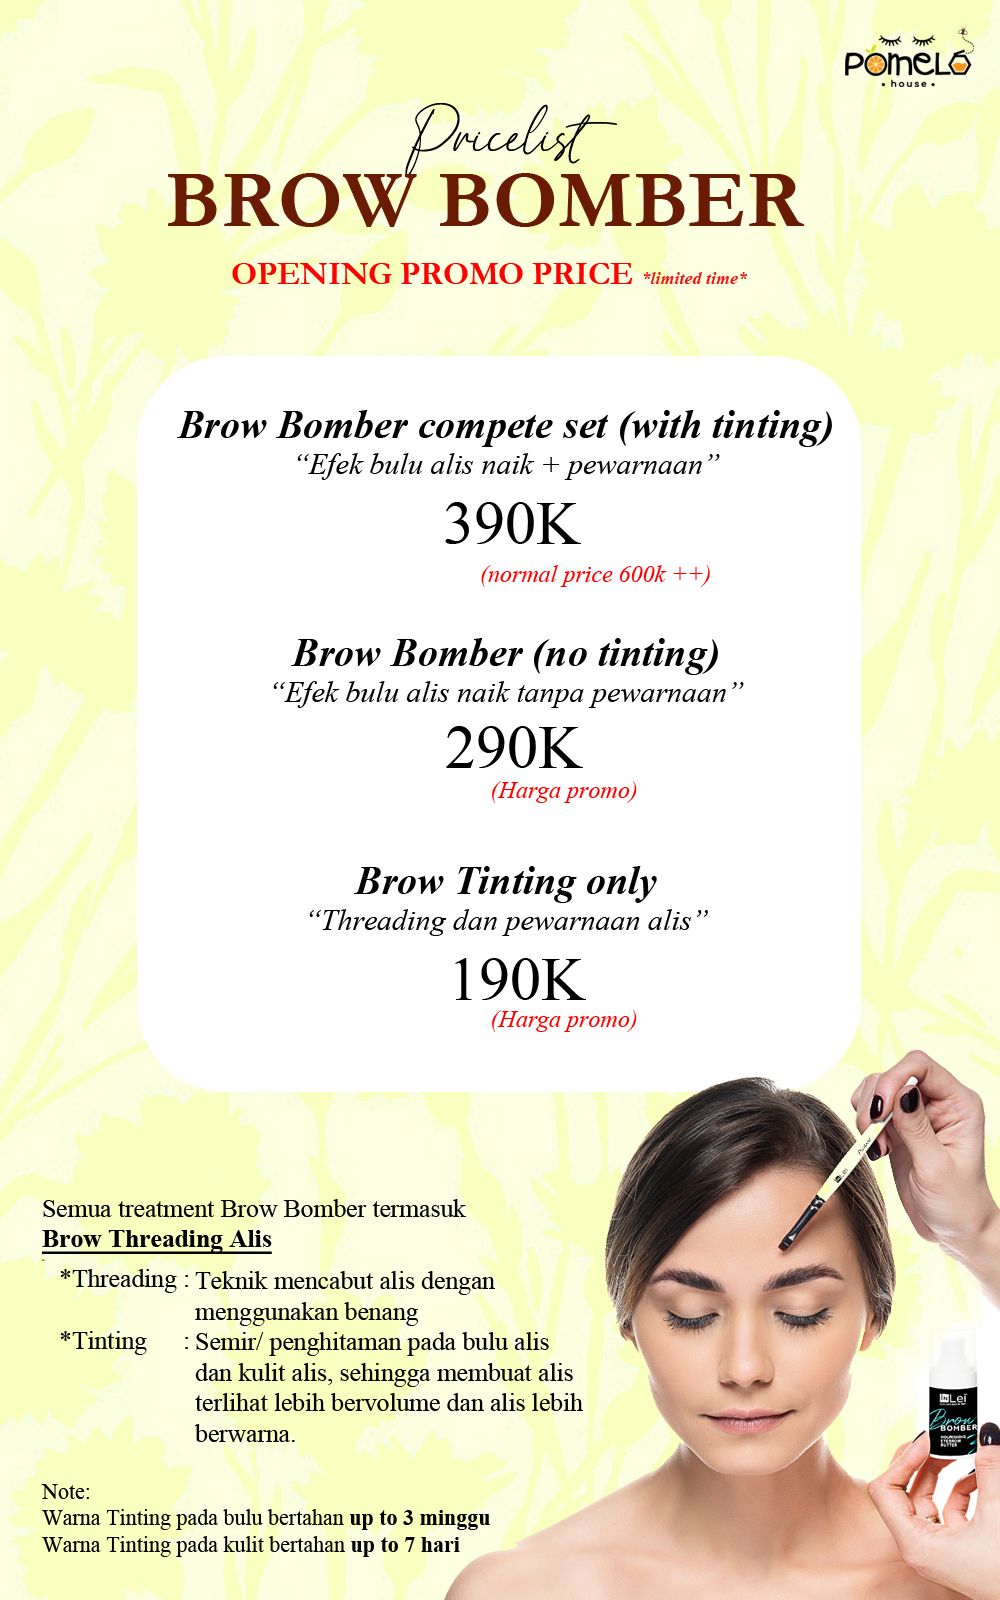 POMELO
• house •
Pricelist
BROW BOMBER
OPENING PROMO PRICE *limited time*
Brow Bomber compete set (with tinting)
“Efek bulu alis naik + pewarnaan”
390K
(normal price 600k ++)
Brow Bomber (no tinting)
“Efek bulu alis naik tanpa pewarnaan”
290K
(Harga promo)
Brow Tinting only
“Threading dan pewarnaan alis”
190K
(Harga promo)
Semua treatment Brow Bomber termasuk
Brow Threading Alis
*Threading : Teknik mencabut alis dengan
menggunakan benang
*Tinting : Semir/ penghitaman pada bulu alis
dan kulit alis, sehingga membuat alis
terlihat lebih bervolume dan alis lebih
berwarna.
Note:
Warna Tinting pada bulu bertahan up to 3 minggu
Warna Tinting pada kulit bertahan up to 7 hari
InLei
Brow
BOMBER
NOURISHING
EYEBROW
BUTTER